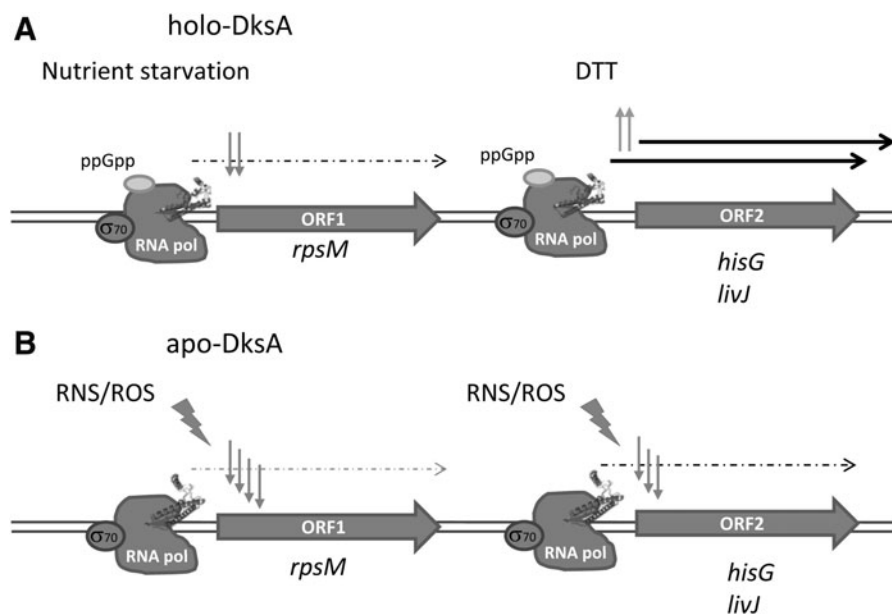 A
holo-DksA
Nutrient starvation
DTT
ppGpp
ppGpp
σ70
RNA pol
ORF1
rpsM
σ70
RNA pol
ORF2
hisG
livJ
B
apo-DksA
RNS/ROS
RNS/ROS
σ70
RNA pol
ORF1
rpsM
σ70
RNA pol
ORF2
hisG
livJ